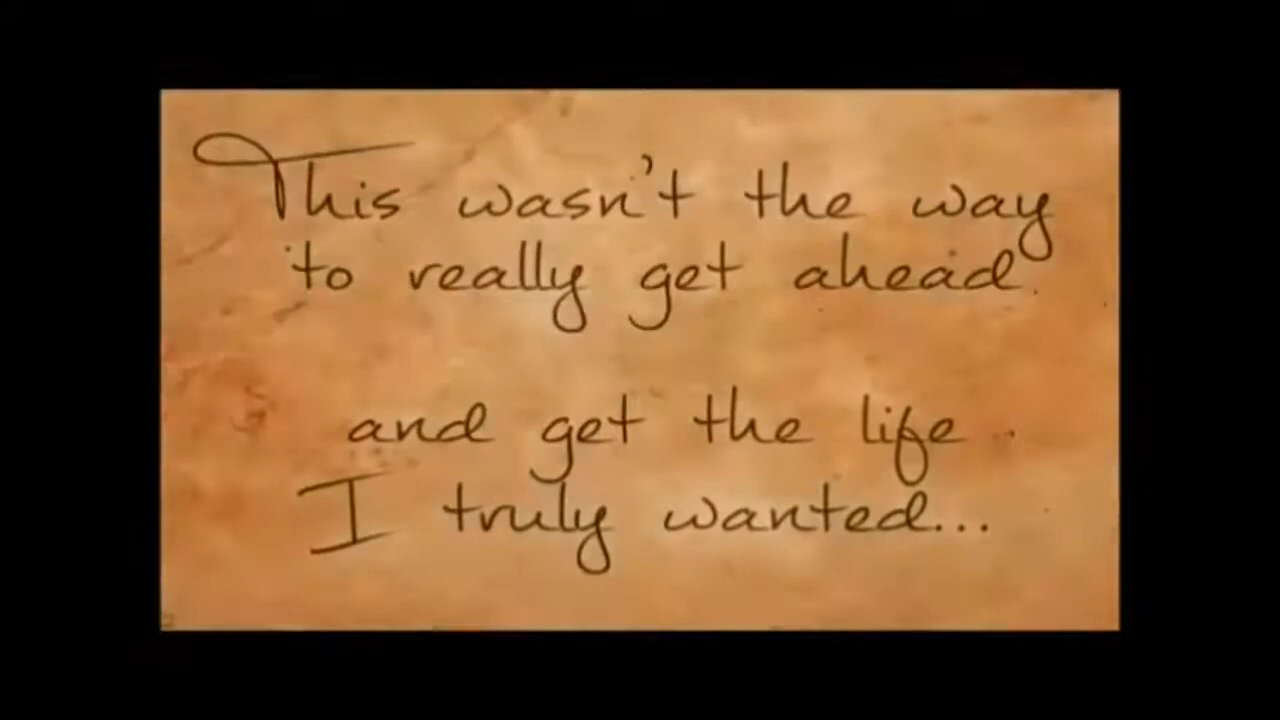 This wasn't the way
to really get ahead
and get the life
I truly wanted...